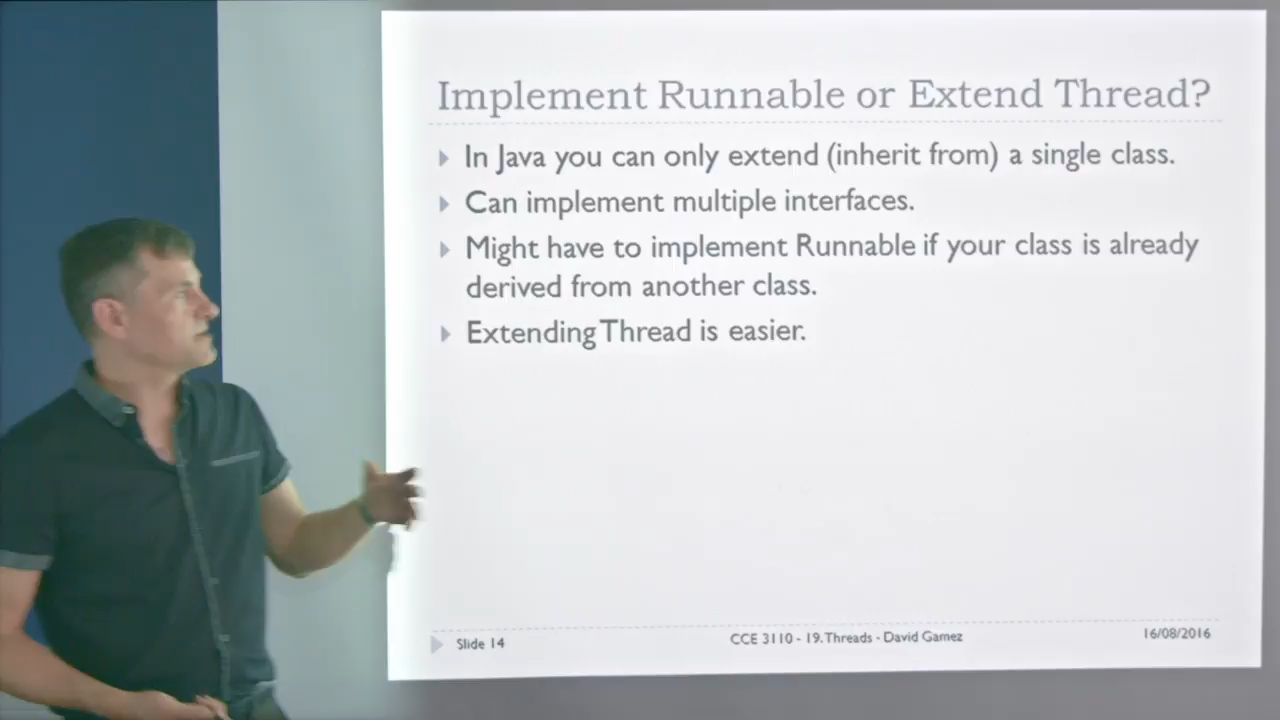 Implement Runnable or Extend Thread?
In Java you can only extend (inherit from) a single class.
Can implement multiple interfaces.
Might have to implement Runnable if your class is already
derived from another class.
Extending Thread is easier.
Slide 14
CCE 3110 - 19. Threads - David Gamez
16/08/2016